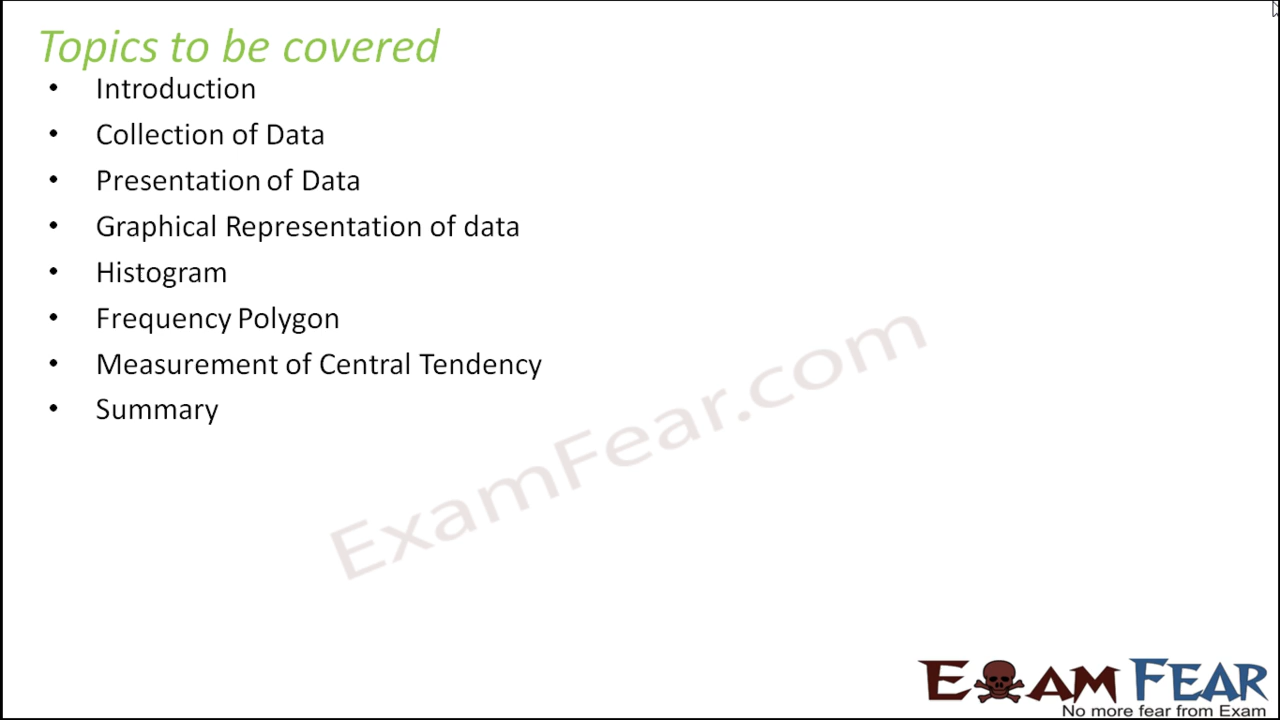 Topics to be covered
• Introduction
• Collection of Data
• Presentation of Data
• Graphical Representation of data
• Histogram
• Frequency Polygon
• Measurement of Central Tendency
• Summary
ExamFear.com
EXAM FEAR
No more fear from Exam